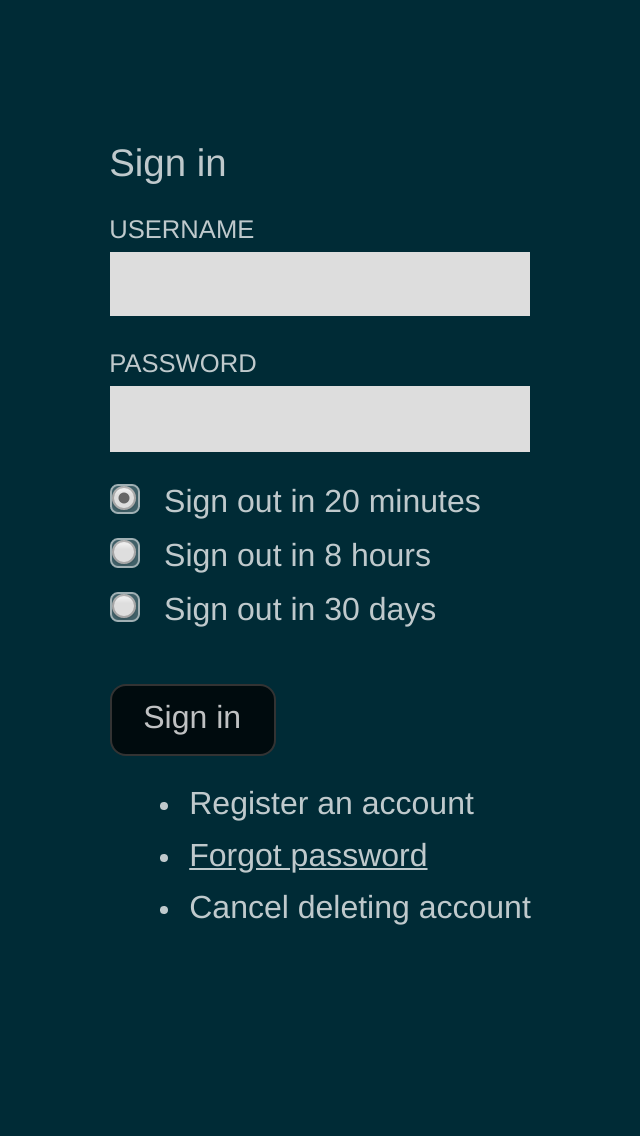 Sign in
USERNAME
PASSWORD
Sign out in 20 minutes
Sign out in 8 hours
Sign out in 30 days
Sign in
Register an account
Forgot password
Cancel deleting account